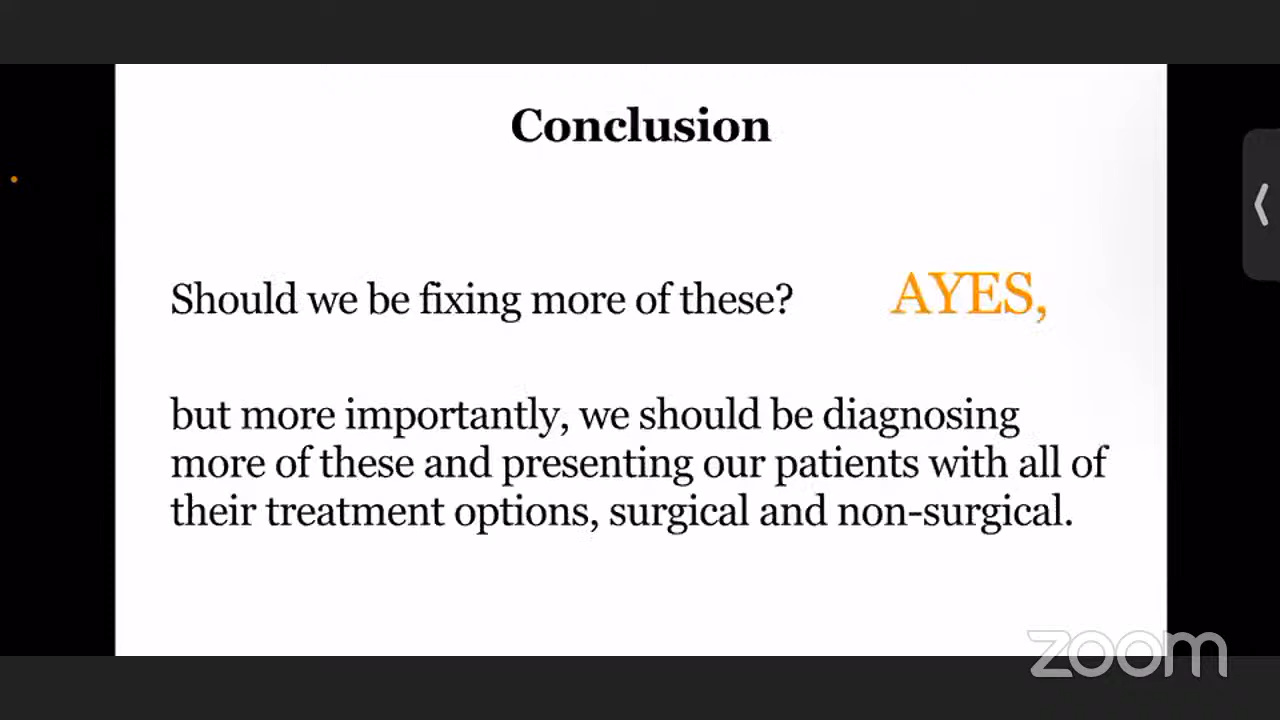 Conclusion
Should we be fixing more of these? AYES,
but more importantly, we should be diagnosing
more of these and presenting our patients with all of
their treatment options, surgical and non-surgical.
zoom